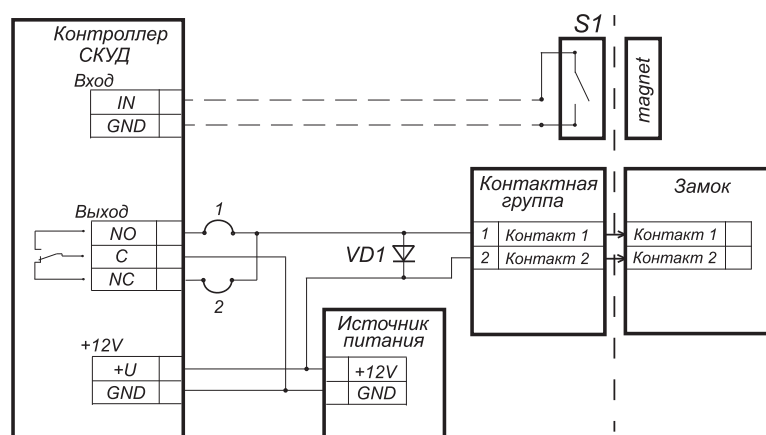 Контроллер
СКУД
Вход
IN
GND
S1
magnet
Выход
NO
C
NC
1
2
VD1
Контактная
группа
1 Контакт 1
2 Контакт 2
Замок
Контакт 1
Контакт 2
+12V
+U
GND
Источник
питания
+12V
GND